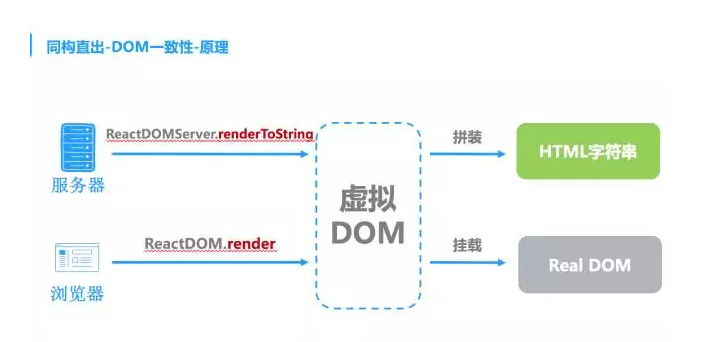 同构直出-DOM一致性-原理
ReactDOMServer.renderToString
拼装
HTML字符串
服务器
虚拟
DOM
ReactDOM.render
挂载
Real DOM
浏览器